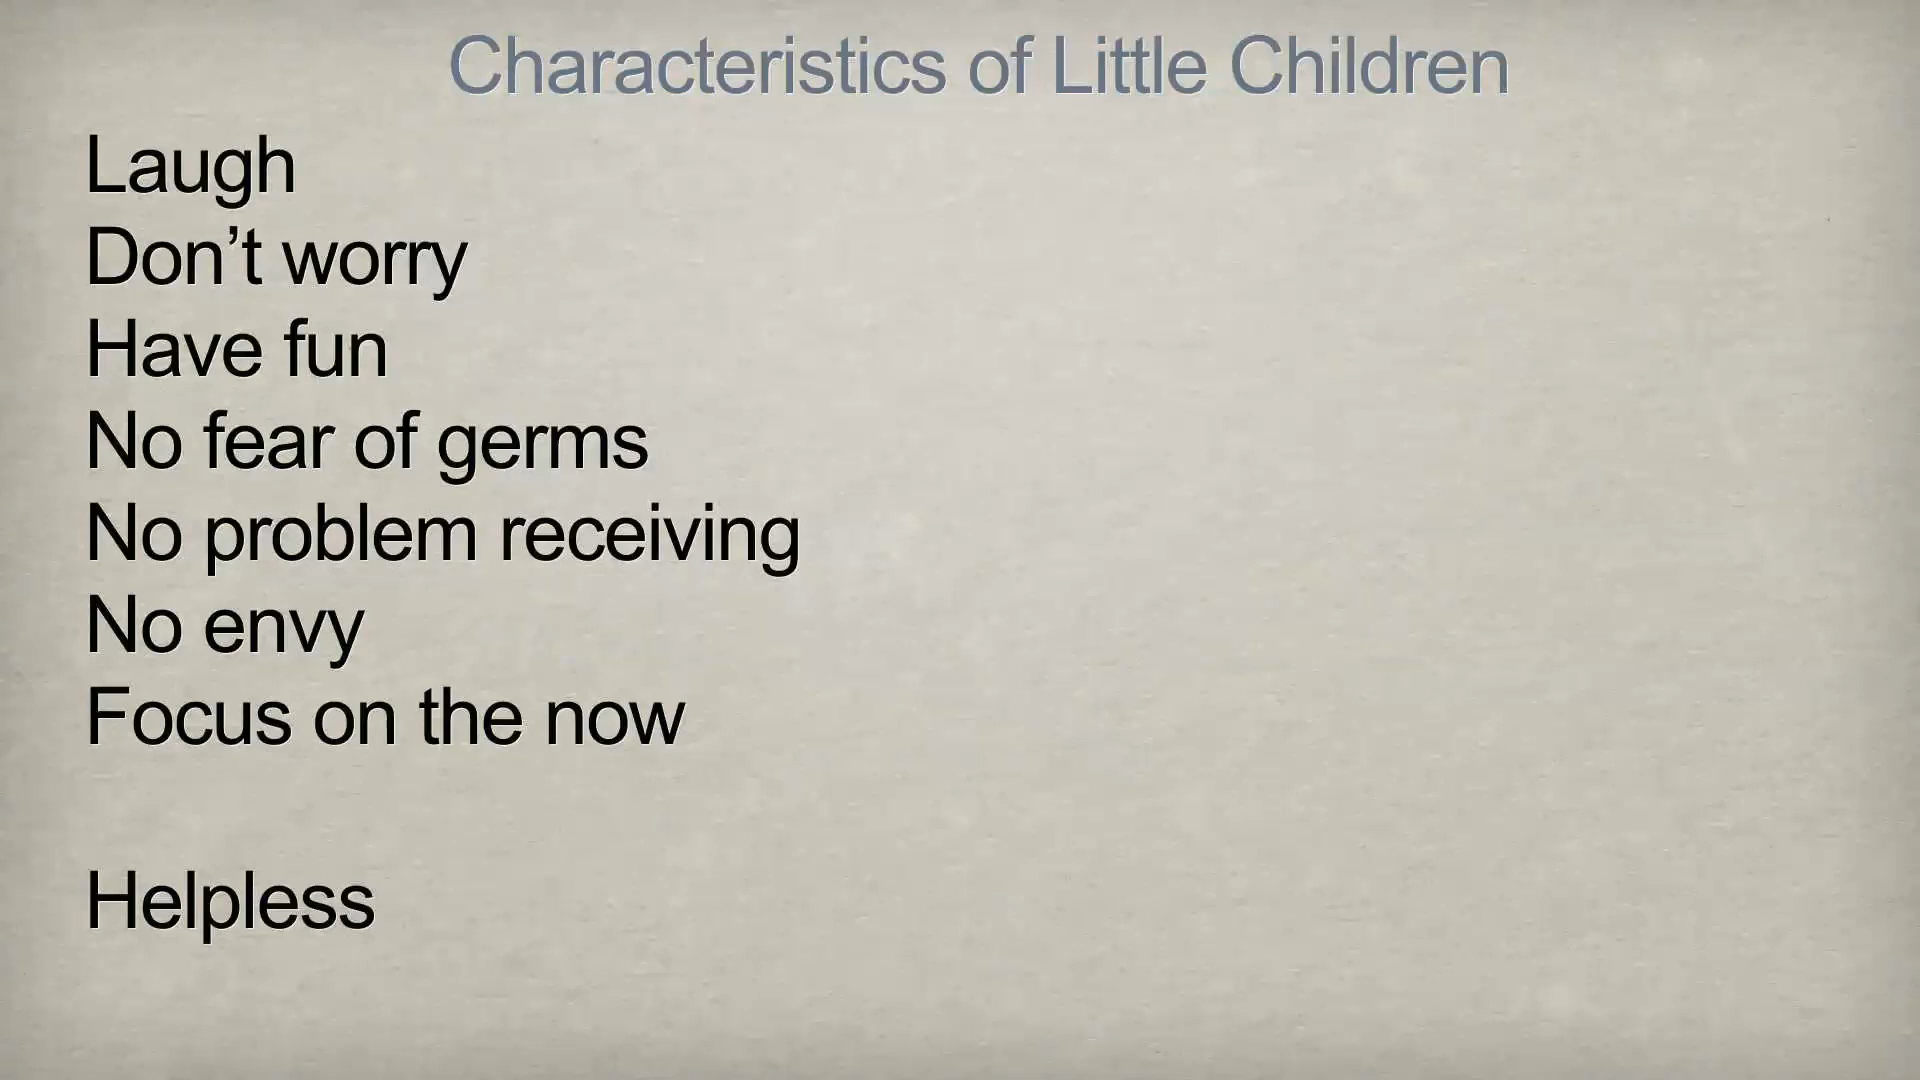 Characteristics of Little Children
Laugh
Don’t worry
Have fun
No fear of germs
No problem receiving
No envy
Focus on the now
Helpless